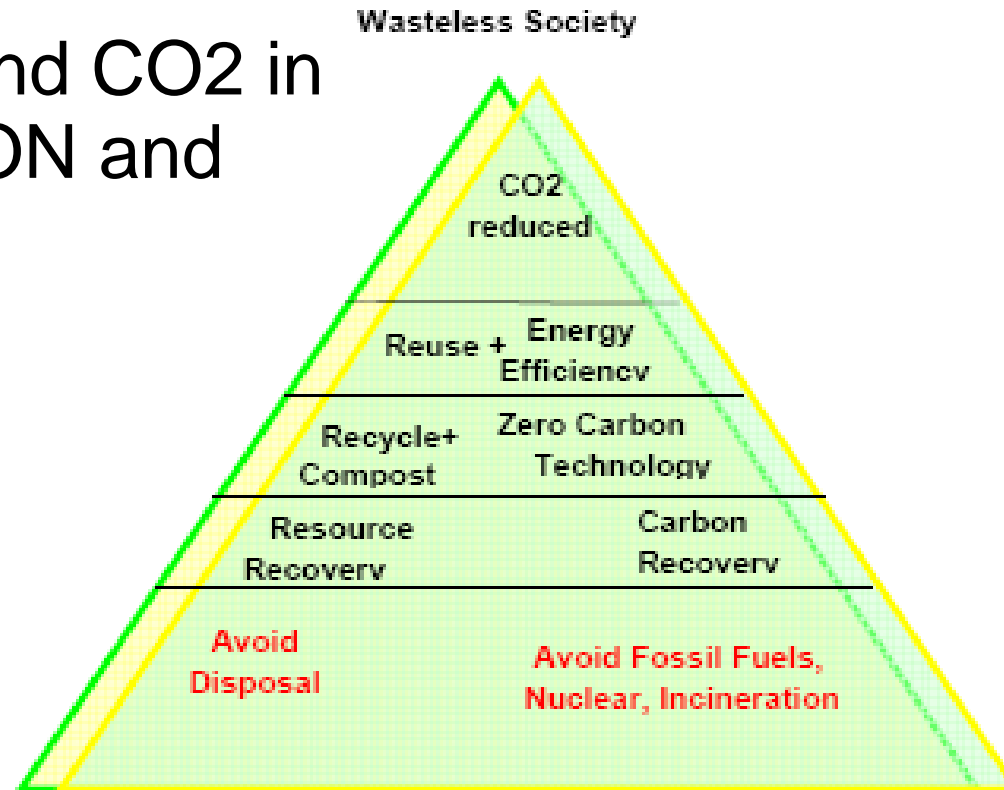 Wasteless Society
nd CO2 in
ON and
CO2
reduced
Reuse + Energy
Efficiency
Recycle+ Zero Carbon
Compost Technology
Resource Carbon
Recovery Recovery
Avoid Avoid Fossil Fuels,
Disposal Nuclear, Incineration